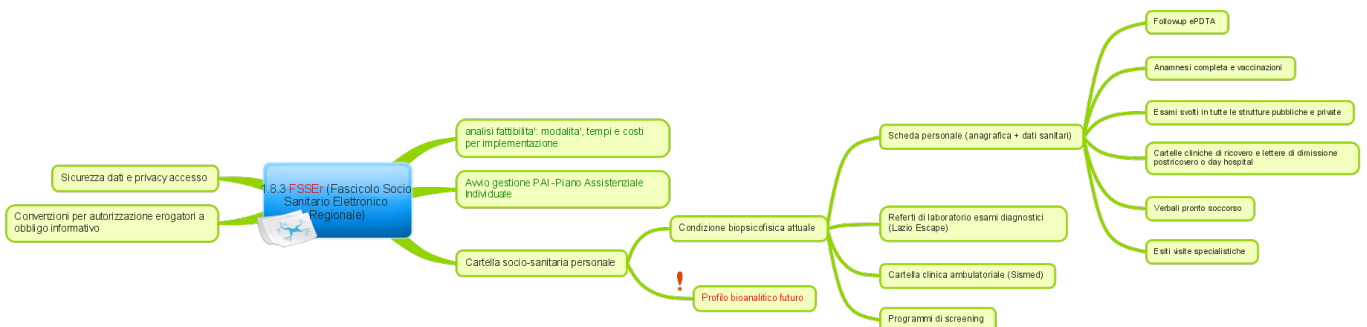 Sicurezza dati e privacy accesso
Convenzioni per autorizzazione erogatori a
obbligo informativo
1.8.3 FSSEr (Fascicolo Socio
Sanitario Elettronico
Regionale)
analisi fattibilita': modalita', tempi e costi
per implementazione
Avvio gestione PAI -Piano Assistenziale
Individuale
Cartella socio-sanitaria personale
Condizione biopsicofisica attuale
Profilo bioanalitico futuro
Scheda personale (anagrafica + dati sanitari)
Referti di laboratorio esami diagnostici
(Lazio Escape)
Cartella clinica ambulatoriale (Sismed)
Programmi di screening
Followup ePDTA
Anamnesi completa e vaccinazioni
Esami svolti in tutte le strutture pubbliche e private
Cartelle cliniche di ricovero e lettere di dimissione
postricovero o day hospital
Verbali pronto soccorso
Esiti visite specialistiche